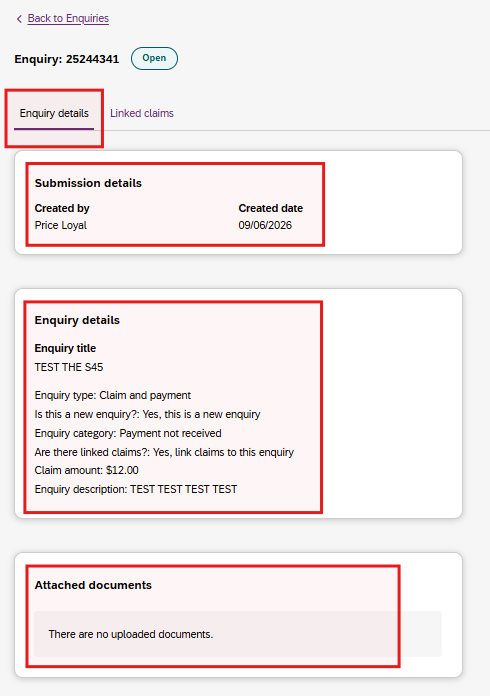 Back to Enquiries
Enquiry: 25244341 Open
Enquiry details Linked claims
Submission details
Created by Created date
Price Loyal 09/06/2026
Enquiry details
Enquiry title
TEST THE S45
Enquiry type: Claim and payment
Is this a new enquiry?: Yes, this is a new enquiry
Enquiry category: Payment not received
Are there linked claims?: Yes, link claims to this enquiry
Claim amount: $12.00
Enquiry description: TEST TEST TEST TEST
Attached documents
There are no uploaded documents.